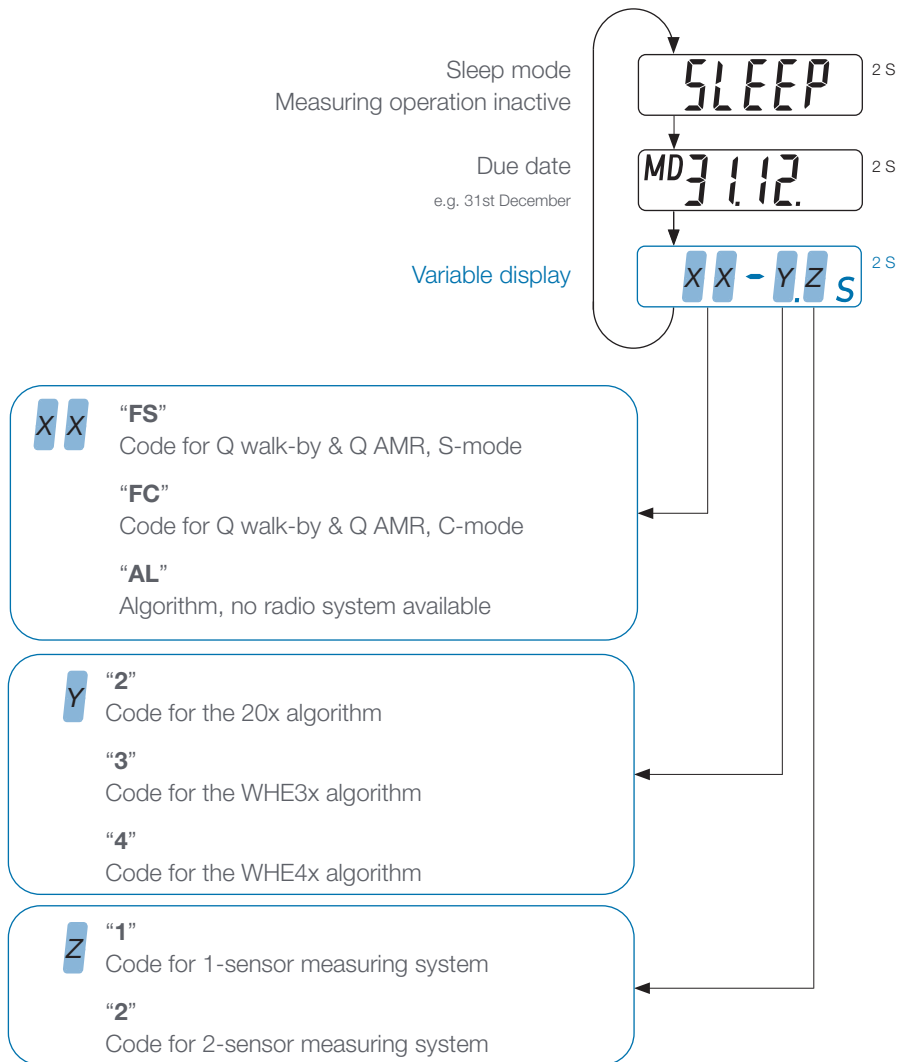 Sleep mode
Measuring operation inactive
SLEEP
2 S
Due date
e.g. 31st December
MD 31.12.
2 S
Variable display
X X - Y.Z S
2 S
X X
“FS”
Code for Q walk-by & Q AMR, S-mode
“FC”
Code for Q walk-by & Q AMR, C-mode
“AL”
Algorithm, no radio system available
Y
“2”
Code for the 20x algorithm
“3”
Code for the WHE3x algorithm
“4”
Code for the WHE4x algorithm
Z
“1”
Code for 1-sensor measuring system
“2”
Code for 2-sensor measuring system